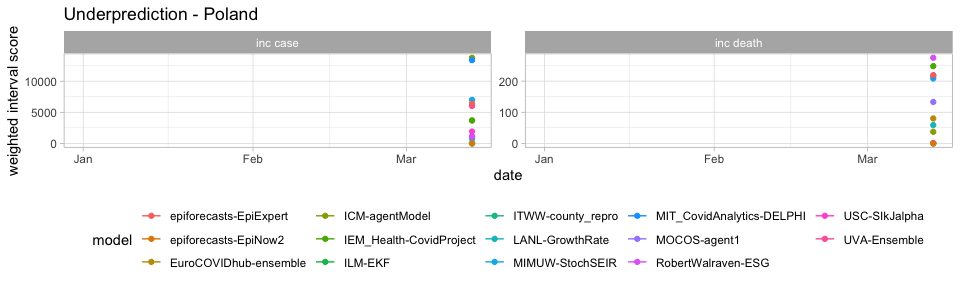 Underprediction - Poland
inc case
inc death
weighted interval score
10000
5000
0
200
100
0
Jan
Feb
Mar
Jan
Feb
Mar
date
model
epiforecasts-EpiExpert
epiforecasts-EpiNow2
EuroCOVIDhub-ensemble
ICM-agentModel
IEM_Health-CovidProject
ILM-EKF
ITWW-county_repro
LANL-GrowthRate
MIMUW-StochSEIR
MIT_CovidAnalytics-DELPHI
MOCOS-agent1
RobertWalraven-ESG
USC-SIkJalpha
UVA-Ensemble